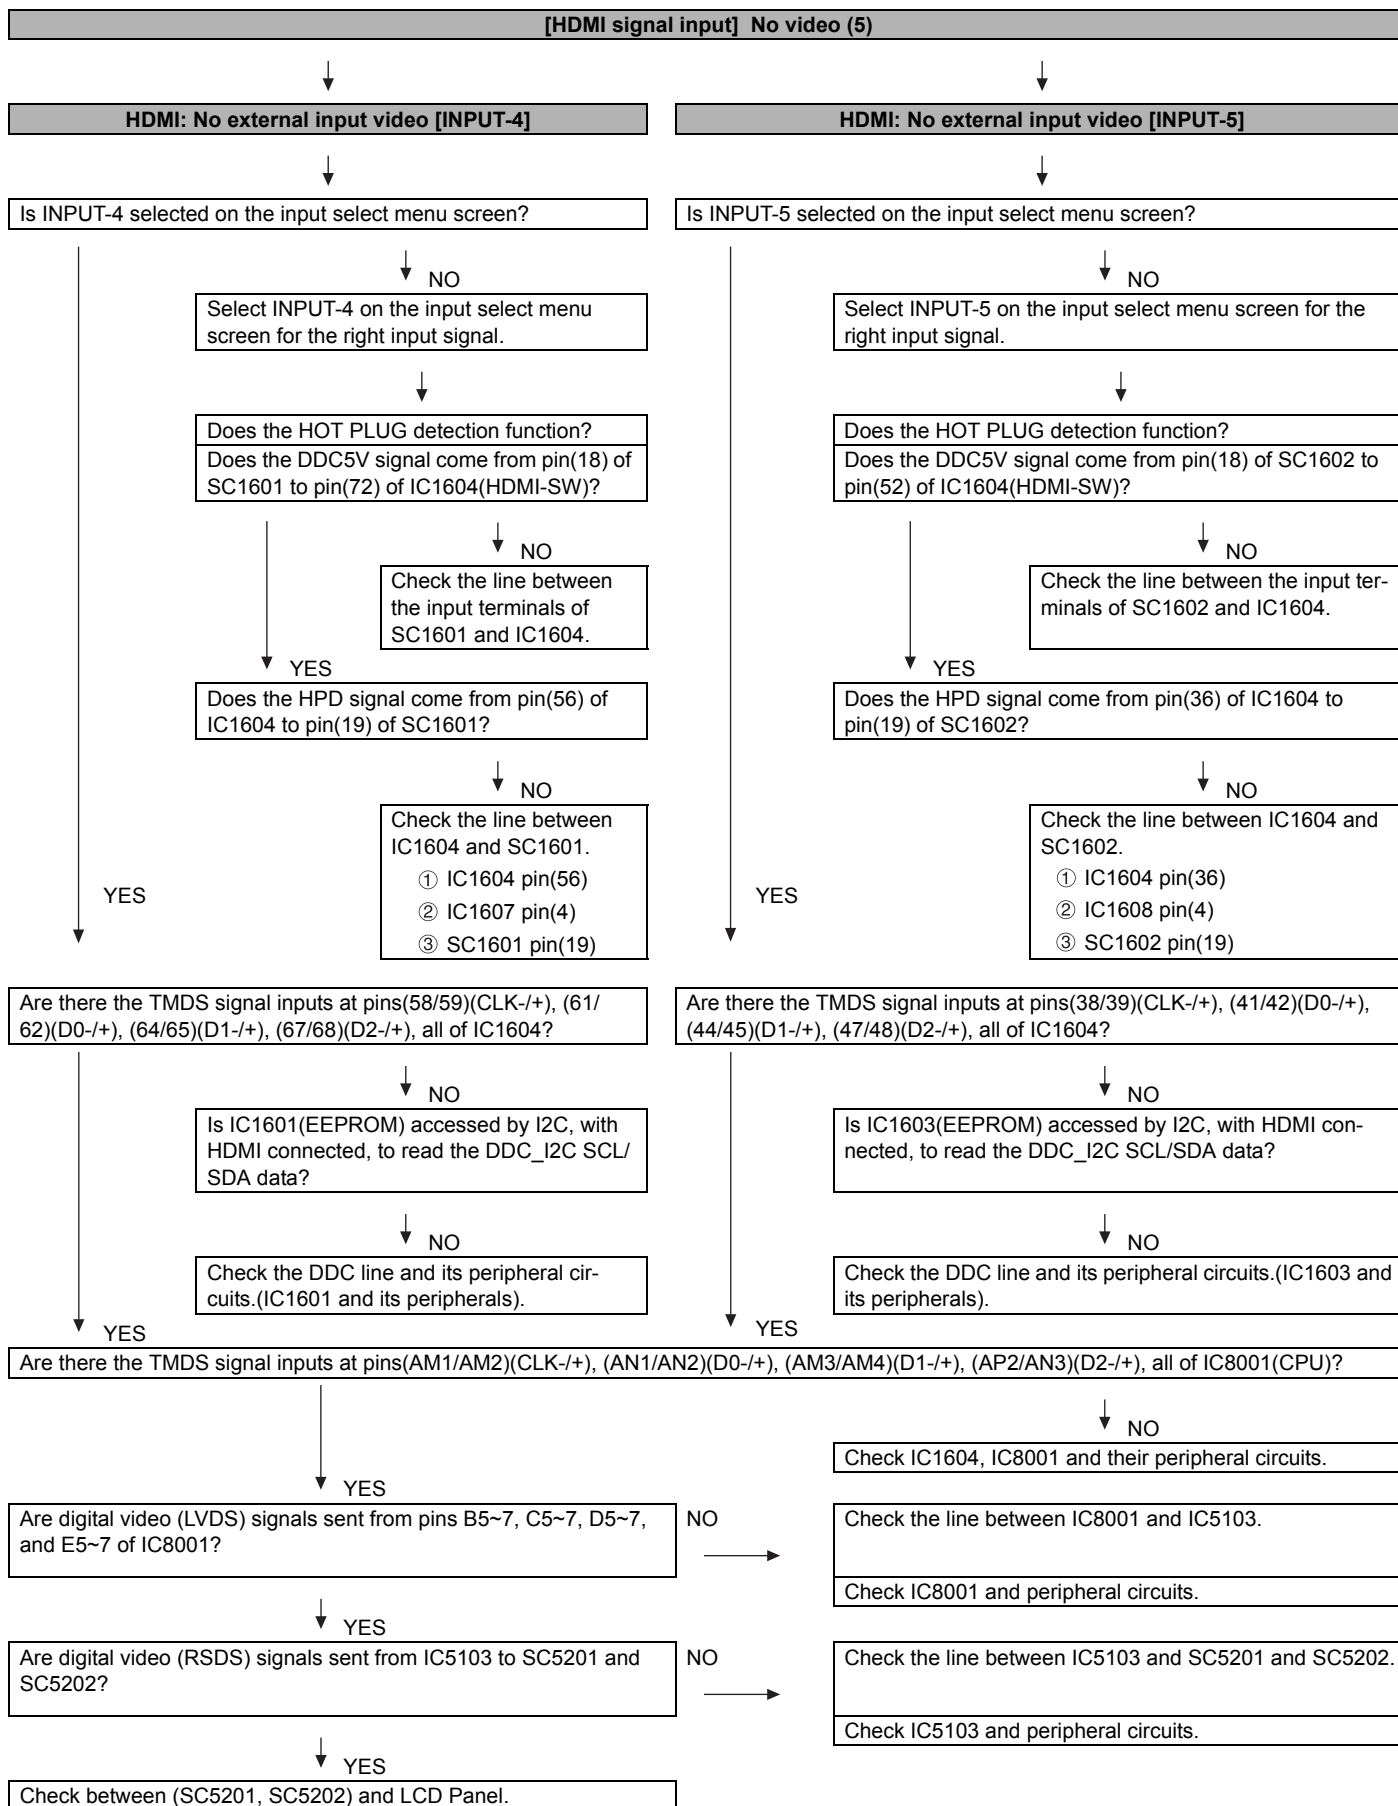 [HDMI signal input]  No video (5)
HDMI: No external input video [INPUT-4]
Is INPUT-4 selected on the input select menu screen?
NO
Select INPUT-4 on the input select menu
screen for the right input signal.
Does the HOT PLUG detection function?
Does the DDC5V signal come from pin(18) of
SC1601 to pin(72) of IC1604(HDMI-SW)?
NO
Check the line between
the input terminals of
SC1601 and IC1604.
YES
Does the HPD signal come from pin(56) of
IC1604 to pin(19) of SC1601?
NO
Check the line between
IC1604 and SC1601.
① IC1604 pin(56)
② IC1607 pin(4)
③ SC1601 pin(19)
YES
Are there the TMDS signal inputs at pins(58/59)(CLK-/+), (61/
62)(D0-/+), (64/65)(D1-/+), (67/68)(D2-/+), all of IC1604?
NO
Is IC1601(EEPROM) accessed by I2C, with
HDMI connected, to read the DDC_I2C SCL/
SDA data?
NO
Check the DDC line and its peripheral cir-
cuits.(IC1601 and its peripherals).
YES
HDMI: No external input video [INPUT-5]
Is INPUT-5 selected on the input select menu screen?
NO
Select INPUT-5 on the input select menu screen for the
right input signal.
Does the HOT PLUG detection function?
Does the DDC5V signal come from pin(18) of SC1602 to
pin(52) of IC1604(HDMI-SW)?
NO
Check the line between the input ter-
minals of SC1602 and IC1604.
YES
Does the HPD signal come from pin(36) of IC1604 to
pin(19) of SC1602?
NO
Check the line between IC1604 and
SC1602.
① IC1604 pin(36)
② IC1608 pin(4)
③ SC1602 pin(19)
YES
Are there the TMDS signal inputs at pins(38/39)(CLK-/+), (41/42)(D0-/+),
(44/45)(D1-/+), (47/48)(D2-/+), all of IC1604?
NO
Is IC1603(EEPROM) accessed by I2C, with HDMI con-
nected, to read the DDC_I2C SCL/SDA data?
NO
Check the DDC line and its peripheral circuits.(IC1603 and
its peripherals).
YES
Are there the TMDS signal inputs at pins(AM1/AM2)(CLK-/+), (AN1/AN2)(D0-/+), (AM3/AM4)(D1-/+), (AP2/AN3)(D2-/+), all of IC8001(CPU)?
NO
Check IC1604, IC8001 and their peripheral circuits.
YES
Are digital video (LVDS) signals sent from pins B5~7, C5~7, D5~7,
and E5~7 of IC8001?
NO
Check the line between IC8001 and IC5103.
Check IC8001 and peripheral circuits.
YES
Are digital video (RSDS) signals sent from IC5103 to SC5201 and
SC5202?
NO
Check the line between IC5103 and SC5201 and SC5202.
Check IC5103 and peripheral circuits.
YES
Check between (SC5201, SC5202) and LCD Panel.